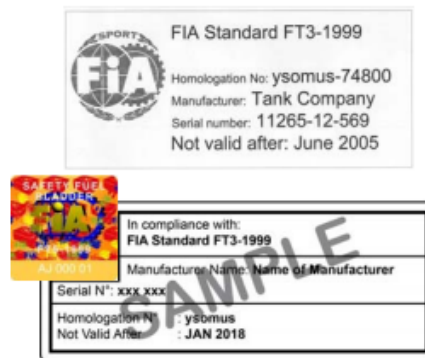 SPORT
FIA
FIA Standard FT3-1999
Homologation No: ysomus-74800
Manufacturer: Tank Company
Serial number: 11265-12-569
Not valid after: June 2005
SAFETY FUEL
BLADDER
FIA
AJ 000 01
In compliance with:
FIA Standard FT3-1999
Manufacturer Name: Name of Manufacturer
Serial N°: xxx xxx
Homologation N° : ysomus
Not Valid After : JAN 2018
SAMPLE